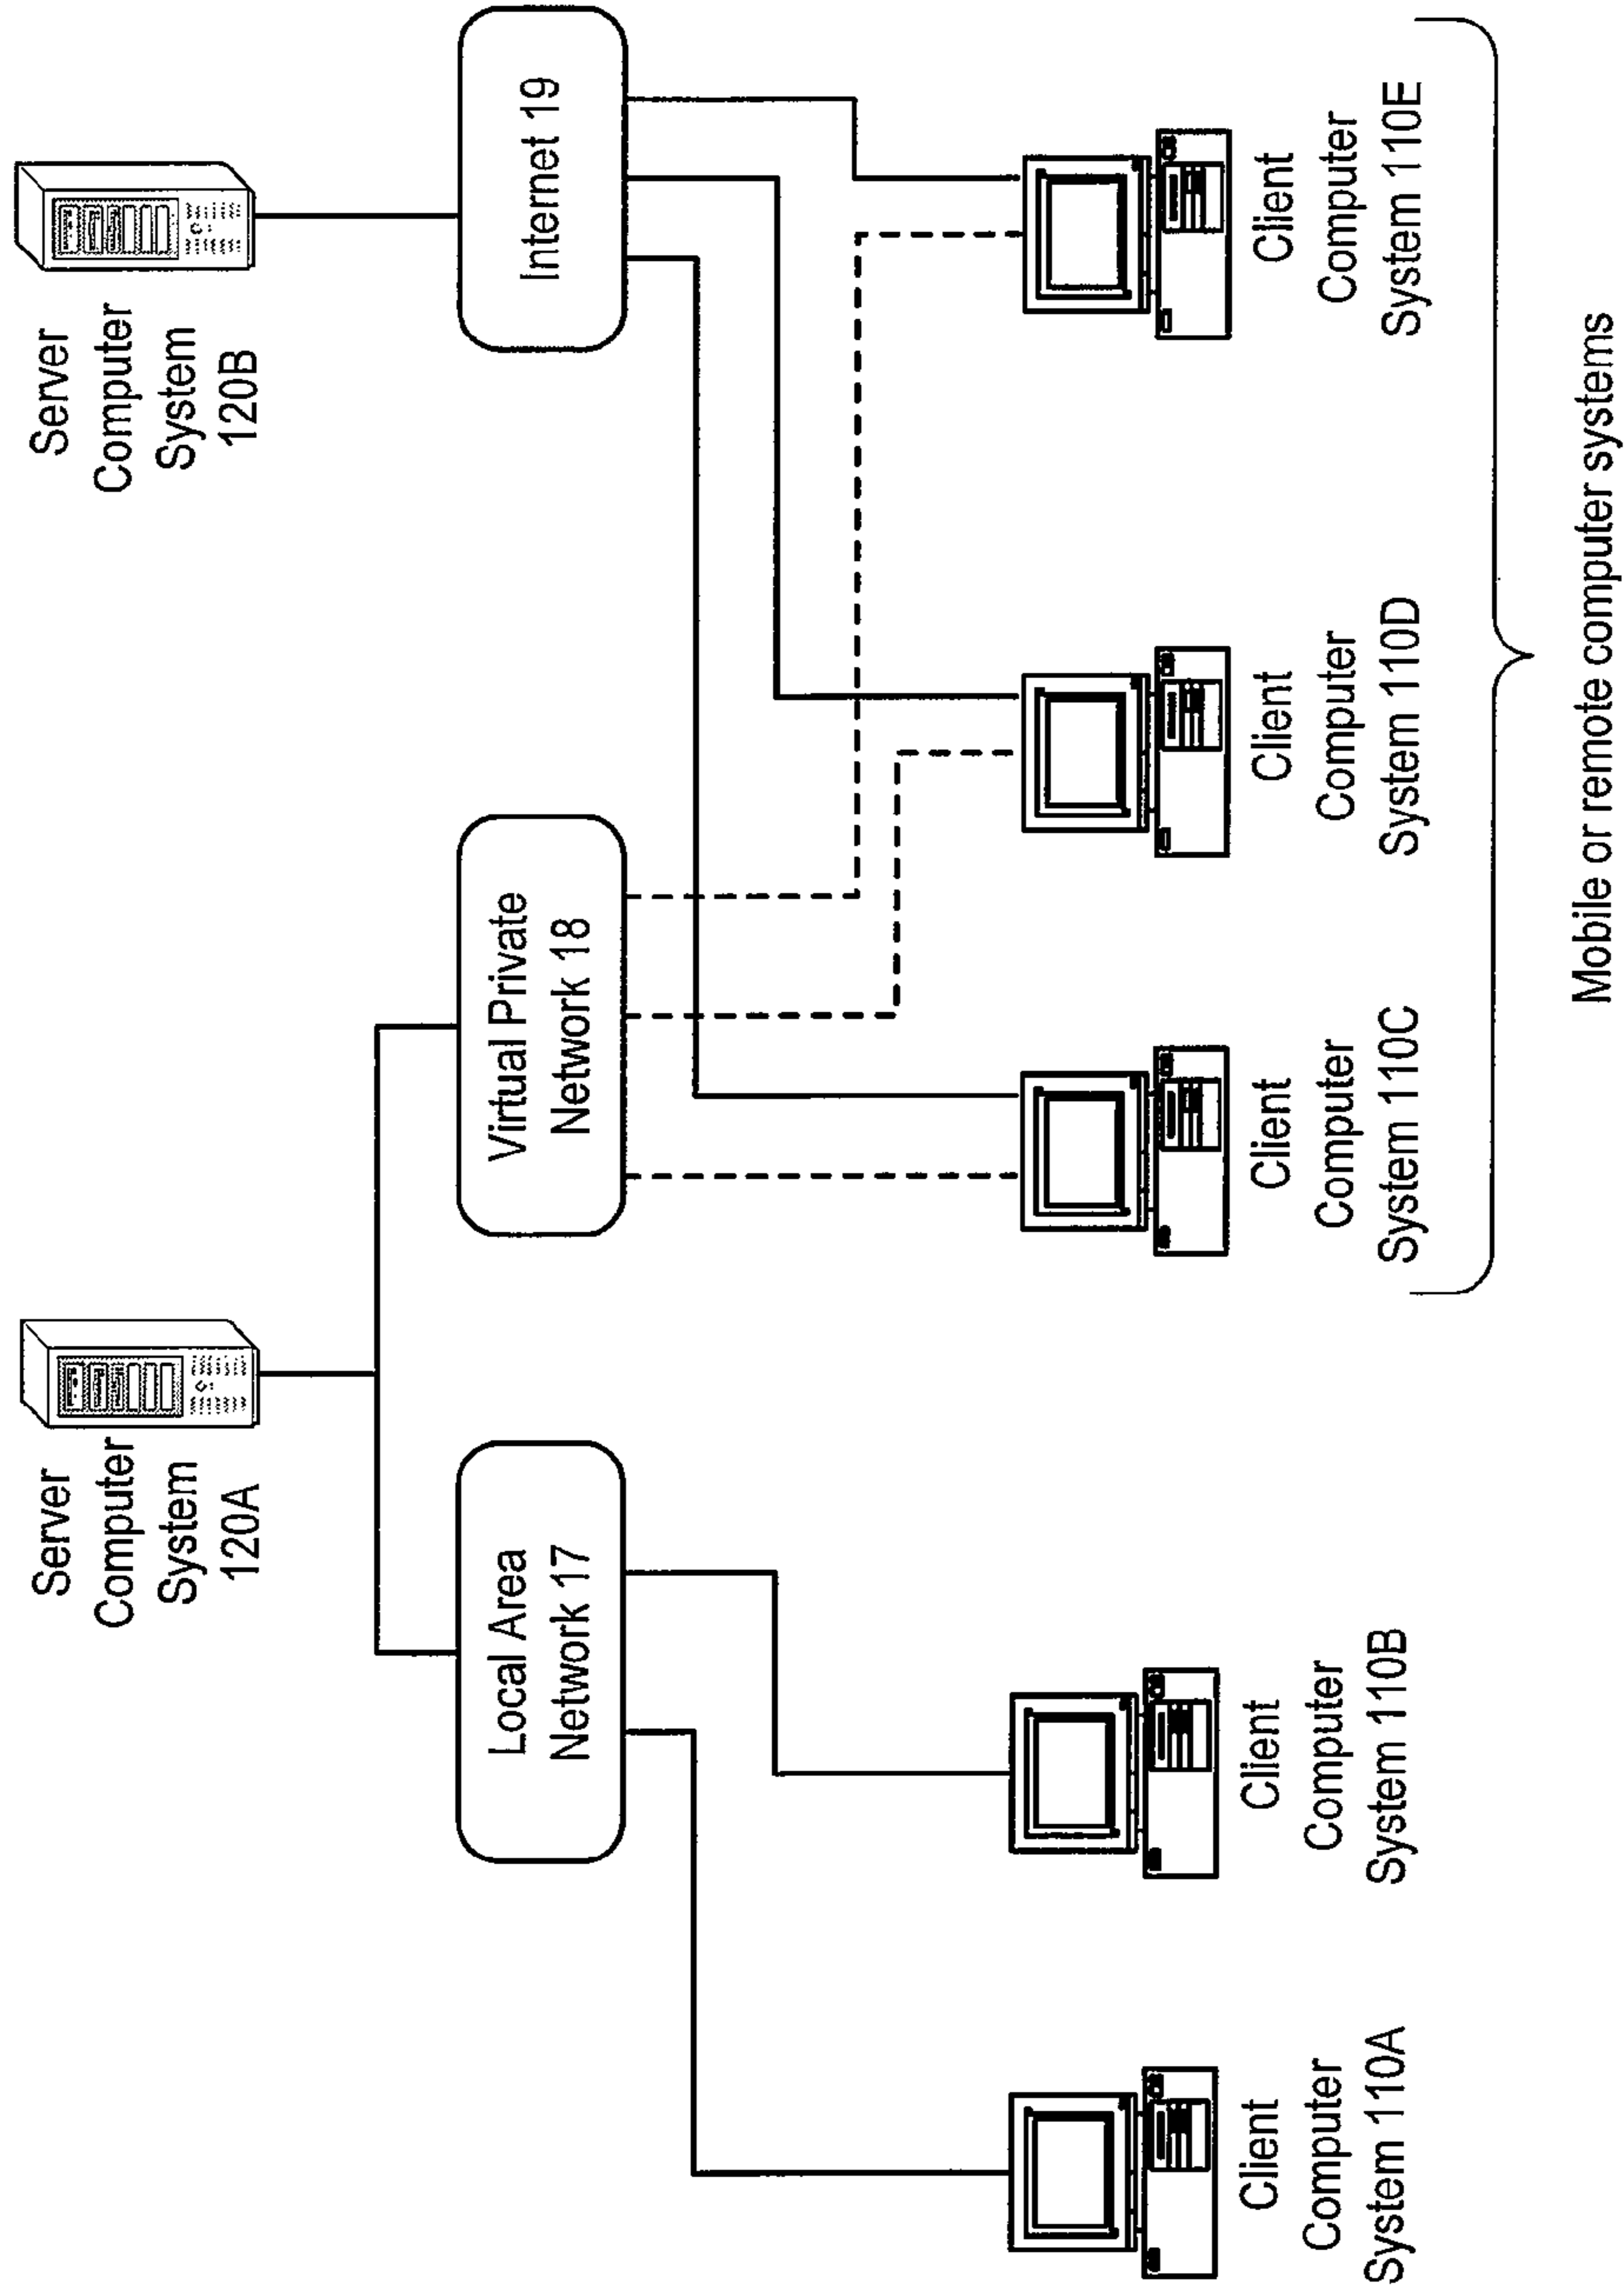 Server
Computer
System
120A
Server
Computer
System
120B
Local Area
Network 17
Virtual Private
Network 18
Internet 19
Client
Computer
System 110A
Client
Computer
System 110B
Client
Computer
System 110C
Client
Computer
System 110D
Client
Computer
System 110E
Mobile or remote computer systems